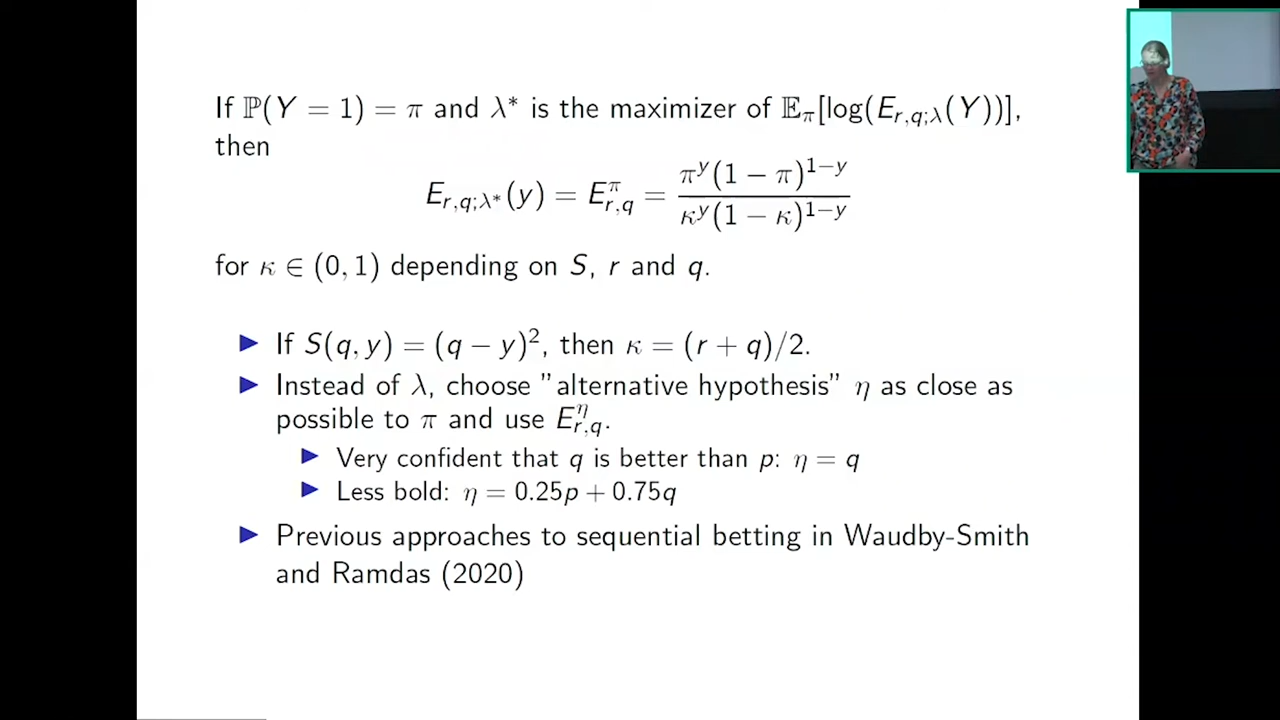 If ℙ(Y = 1) = π and λ* is the maximizer of 𝔼_π[log(E_{r,q;λ}(Y))],
then
E_{r,q;λ*}(y) = E^π_{r,q} = π^y(1 − π)^{1−y} / κ^y(1 − κ)^{1−y}
for κ ∈ (0, 1) depending on S, r and q.
▶ If S(q, y) = (q − y)², then κ = (r + q)/2.
▶ Instead of λ, choose ”alternative hypothesis” η as close as
possible to π and use E^η_{r,q}.
▶ Very confident that q is better than p: η = q
▶ Less bold: η = 0.25p + 0.75q
▶ Previous approaches to sequential betting in Waudby-Smith
and Ramdas (2020)